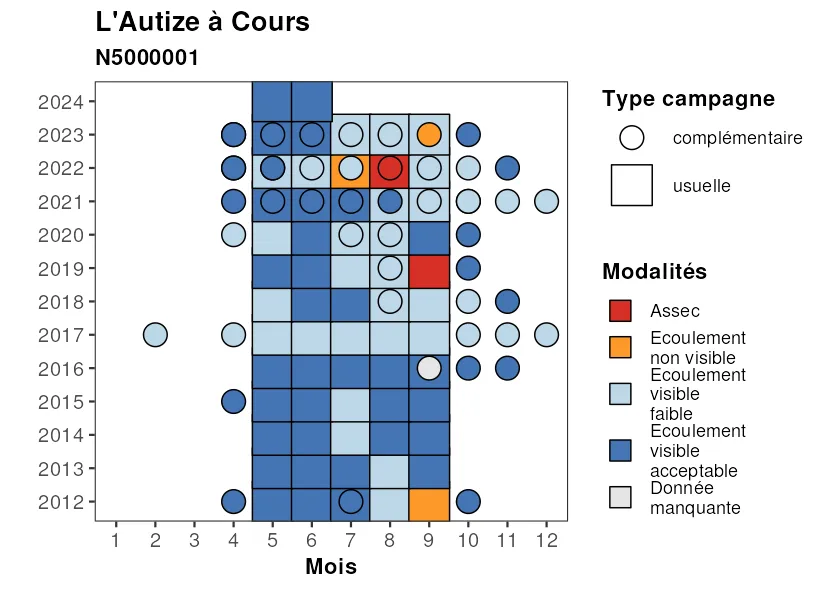 L'Autize à Cours
N5000001
2024
2023
2022
2021
2020
2019
2018
2017
2016
2015
2014
2013
2012
1 2 3 4 5 6 7 8 9 10 11 12
Mois
Type campagne
complémentaire
usuelle
Modalités
Assec
Ecoulement
non visible
Ecoulement
visible
faible
Ecoulement
visible
acceptable
Donnée
manquante